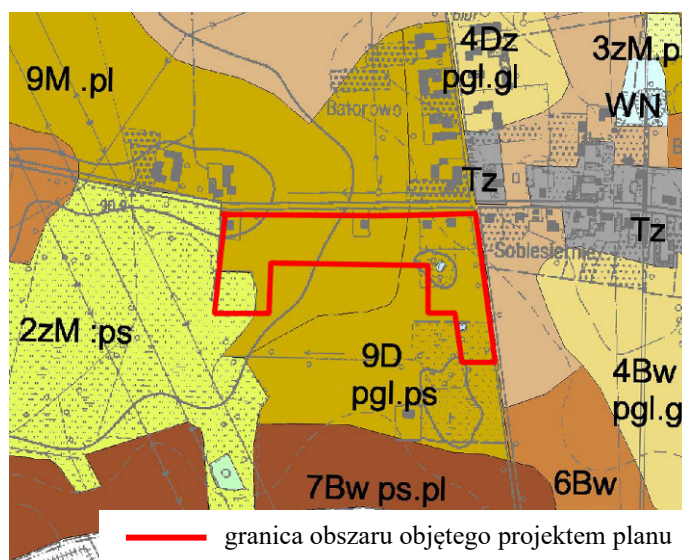 4Dz
pgl.gl
3zM.p
9M .pl
WN
Batorowo
Tz
Tz
Sobiesiernie
2zM :ps
9D
pgl.ps
4Bw
pgl.g
7Bw ps.pl
6Bw
granica obszaru objętego projektem planu